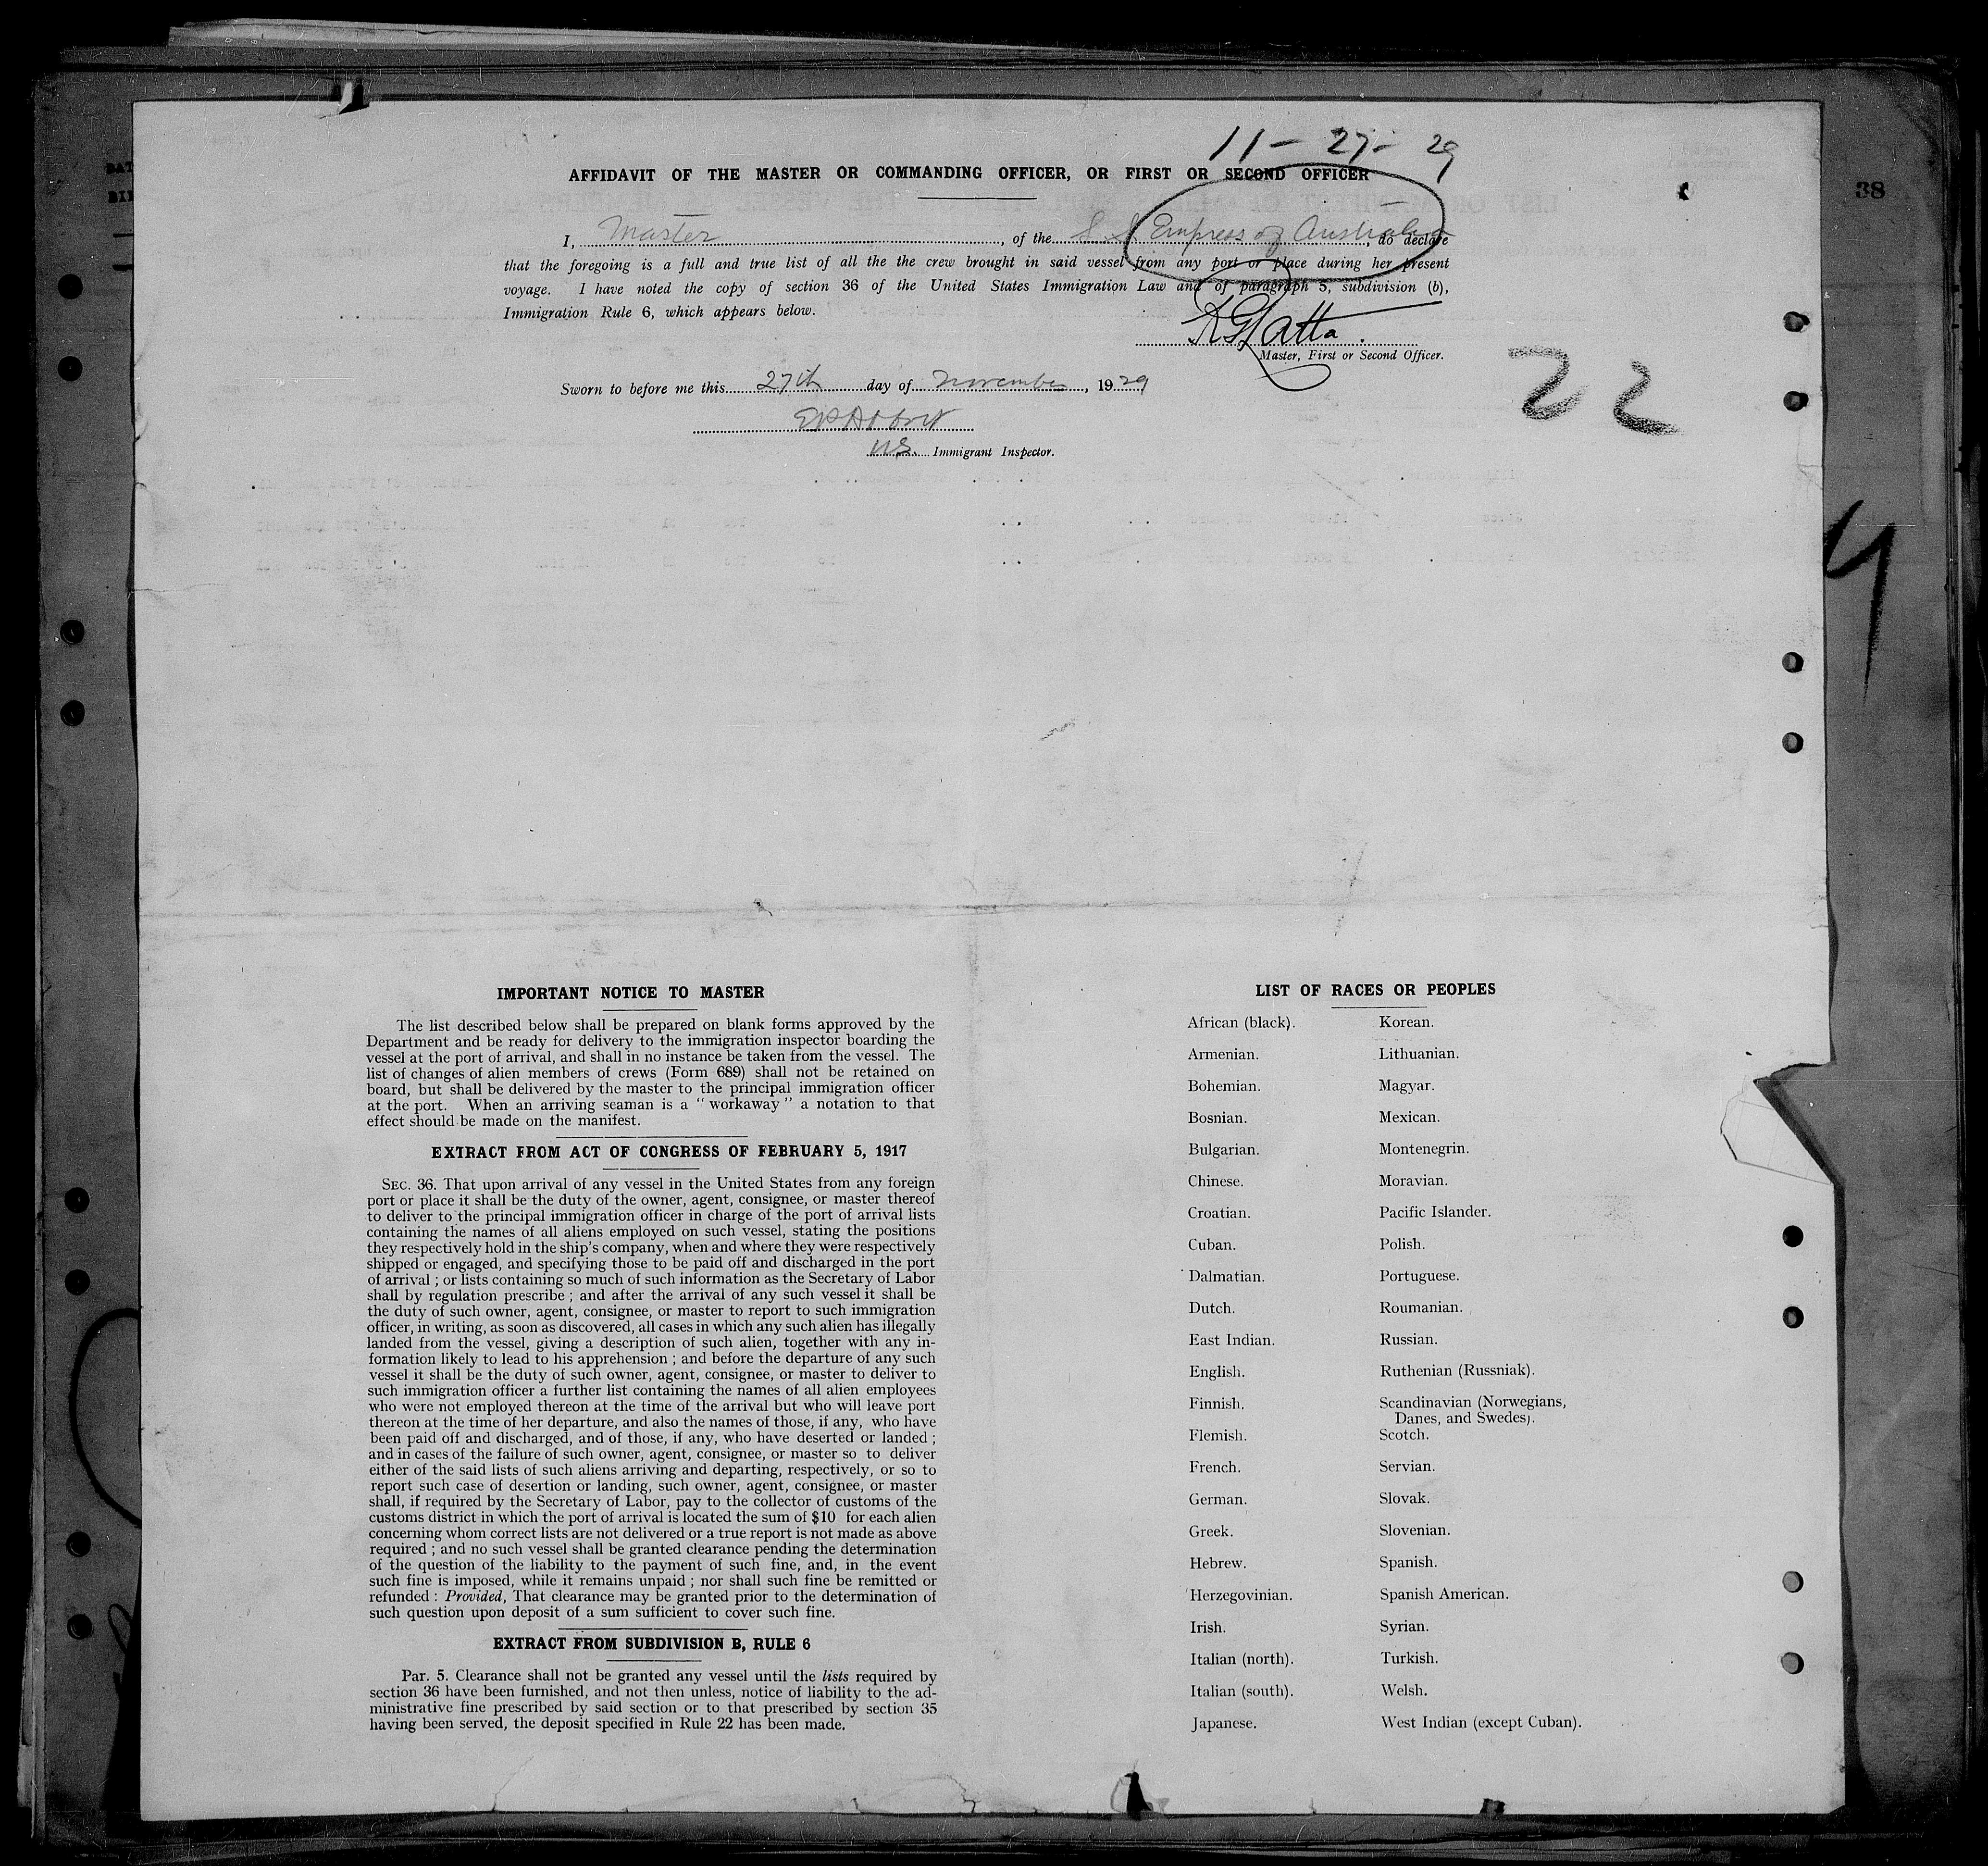 11 - 27 - 29
AFFIDAVIT OF THE MASTER OR COMMANDING OFFICER, OR FIRST OR SECOND OFFICER
38
I, Master, of the S.S. Empress of Australia, do declare
that the foregoing is a full and true list of all the the crew brought in said vessel from any port or place during her present
voyage. I have noted the copy of section 36 of the United States Immigration Law and of paragraph 5, subdivision (b),
Immigration Rule 6, which appears below.
Latta
Master, First or Second Officer.
22
Sworn to before me this 27th day of November, 1929
U.S. Immigrant Inspector.
IMPORTANT NOTICE TO MASTER
The list described below shall be prepared on blank forms approved by the
Department and be ready for delivery to the immigration inspector boarding the
vessel at the port of arrival, and shall in no instance be taken from the vessel. The
list of changes of alien members of crews (Form 689) shall not be retained on
board, but shall be delivered by the master to the principal immigration officer
at the port. When an arriving seaman is a " workaway " a notation to that
effect should be made on the manifest.
EXTRACT FROM ACT OF CONGRESS OF FEBRUARY 5, 1917
SEC. 36. That upon arrival of any vessel in the United States from any foreign
port or place it shall be the duty of the owner, agent, consignee, or master thereof
to deliver to the principal immigration officer in charge of the port of arrival lists
containing the names of all aliens employed on such vessel, stating the positions
they respectively hold in the ship's company, when and where they were respectively
shipped or engaged, and specifying those to be paid off and discharged in the port
of arrival ; or lists containing so much of such information as the Secretary of Labor
shall by regulation prescribe ; and after the arrival of any such vessel it shall be
the duty of such owner, agent, consignee, or master to report to such immigration
officer, in writing, as soon as discovered, all cases in which any such alien has illegally
landed from the vessel, giving a description of such alien, together with any in-
formation likely to lead to his apprehension ; and before the departure of any such
vessel it shall be the duty of such owner, agent, consignee, or master to deliver to
such immigration officer a further list containing the names of all alien employees
who were not employed thereon at the time of the arrival but who will leave port
thereon at the time of her departure, and also the names of those, if any, who have
been paid off and discharged, and of those, if any, who have deserted or landed ;
and in cases of the failure of such owner, agent, consignee, or master so to deliver
either of the said lists of such aliens arriving and departing, respectively, or so to
report such case of desertion or landing, such owner, agent, consignee, or master
shall, if required by the Secretary of Labor, pay to the collector of customs of the
customs district in which the port of arrival is located the sum of $10 for each alien
concerning whom correct lists are not delivered or a true report is not made as above
required ; and no such vessel shall be granted clearance pending the determination
of the question of the liability to the payment of such fine, and, in the event
such fine is imposed, while it remains unpaid ; nor shall such fine be remitted or
refunded : Provided, That clearance may be granted prior to the determination of
such question upon deposit of a sum sufficient to cover such fine.
EXTRACT FROM SUBDIVISION B, RULE 6
Par. 5. Clearance shall not be granted any vessel until the lists required by
section 36 have been furnished, and not then unless, notice of liability to the ad-
ministrative fine prescribed by said section or to that prescribed by section 35
having been served, the deposit specified in Rule 22 has been made.
LIST OF RACES OR PEOPLES
African (black). Korean.
Armenian. Lithuanian.
Bohemian. Magyar.
Bosnian. Mexican.
Bulgarian. Montenegrin.
Chinese. Moravian.
Croatian. Pacific Islander.
Cuban. Polish.
Dalmatian. Portuguese.
Dutch. Roumanian.
East Indian. Russian.
English. Ruthenian (Russniak).
Finnish. Scandinavian (Norwegians,
Danes, and Swedes).
Flemish. Scotch.
French. Servian.
German. Slovak.
Greek. Slovenian.
Hebrew. Spanish.
Herzegovinian. Spanish American.
Irish. Syrian.
Italian (north). Turkish.
Italian (south). Welsh.
Japanese. West Indian (except Cuban).